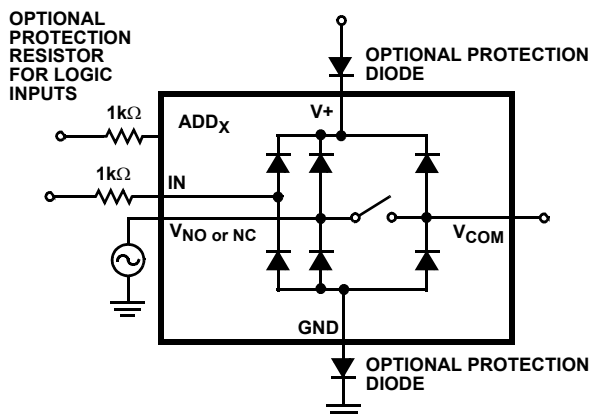 OPTIONAL
PROTECTION
RESISTOR
FOR LOGIC
INPUTS
OPTIONAL PROTECTION
DIODE
V+
1kΩ
ADDX
1kΩ
IN
VNO or NC
VCOM
GND
OPTIONAL PROTECTION
DIODE